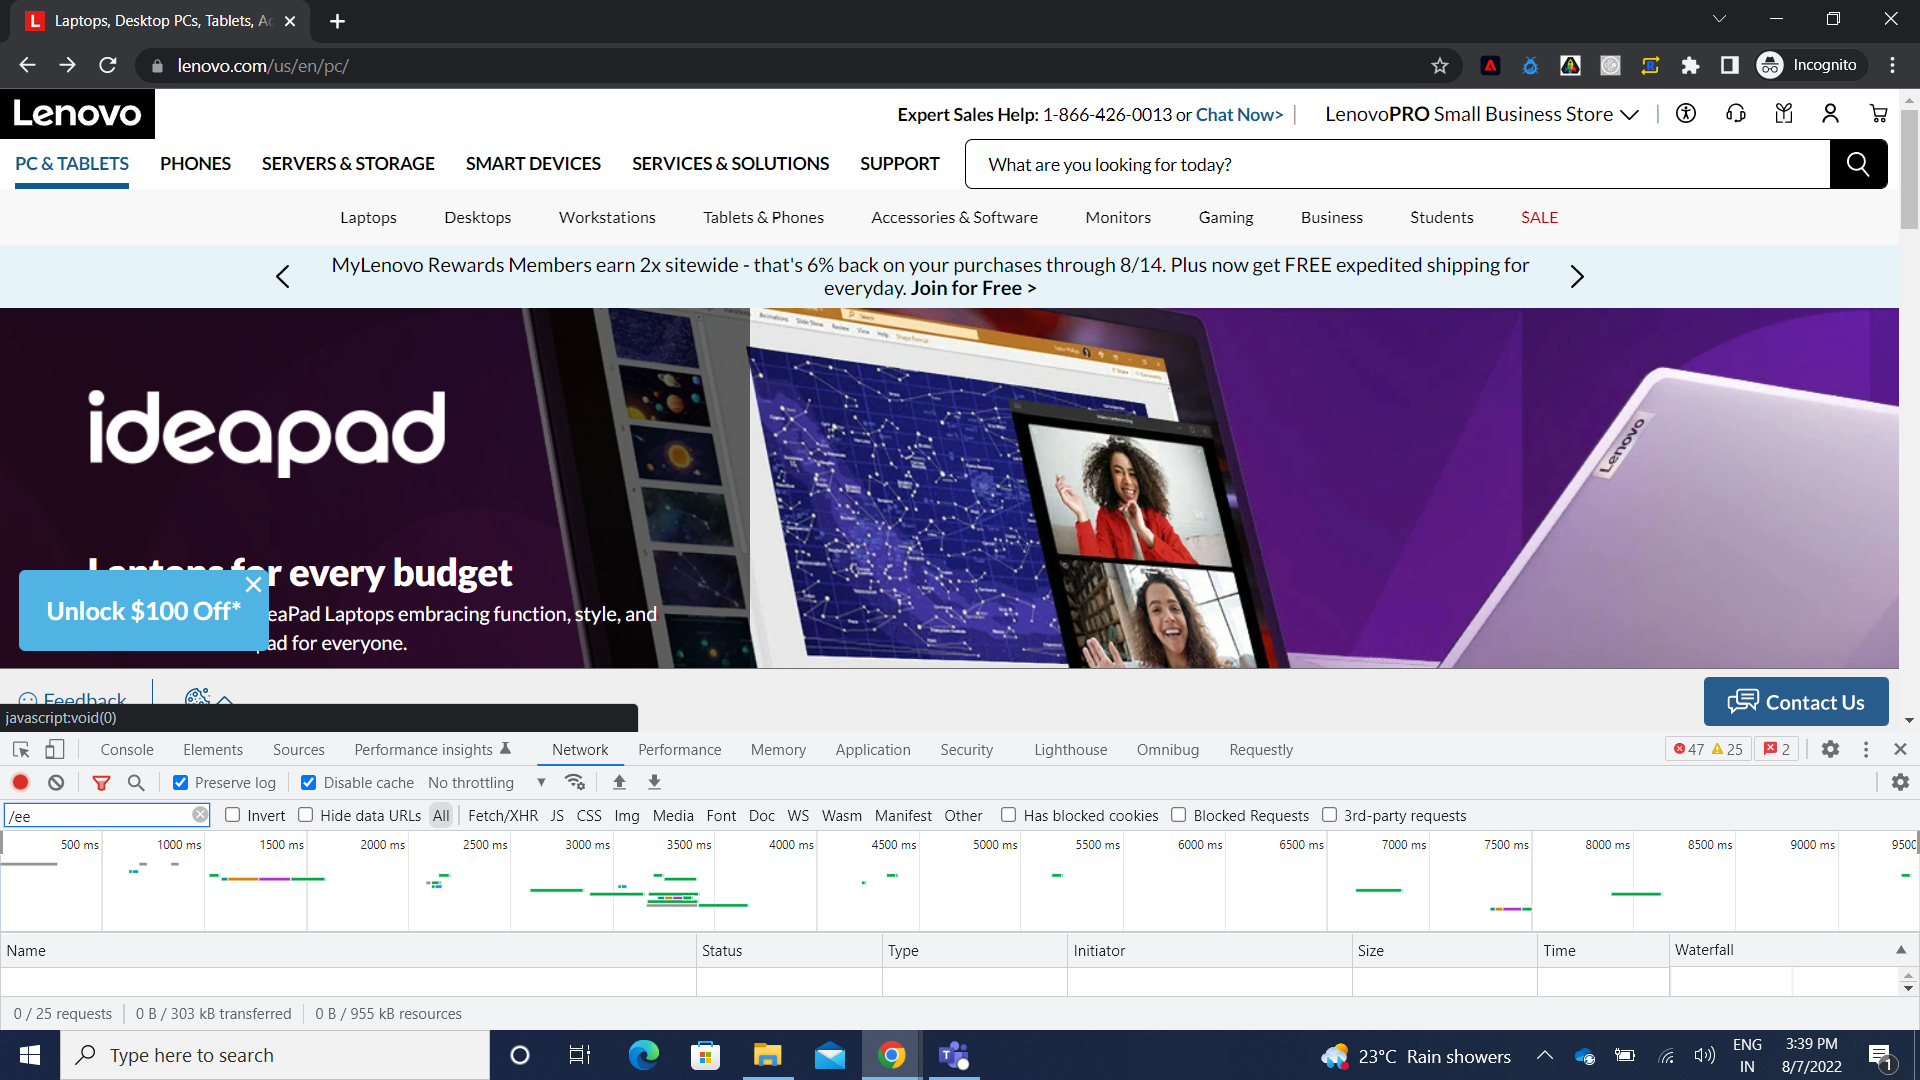 Laptops, Desktop PCs, Tablets, Ac
lenovo.com/us/en/pc/
Incognito
Lenovo
Expert Sales Help: 1-866-426-0013 or Chat Now>
LenovoPRO Small Business Store
PC & TABLETS PHONES SERVERS & STORAGE SMART DEVICES SERVICES & SOLUTIONS SUPPORT
What are you looking for today?
Laptops Desktops Workstations Tablets & Phones Accessories & Software Monitors Gaming Business Students SALE
MyLenovo Rewards Members earn 2x sitewide - that's 6% back on your purchases through 8/14. Plus now get FREE expedited shipping for
everyday. Join for Free >
ideapad
Lenovo
r every budget
Unlock $100 Off*
eaPad Laptops embracing function, style, and
ad for everyone.
Feedback
Contact Us
javascript:void(0)
Console Elements Sources Performance insights Network Performance Memory Application Security Lighthouse Omnibug Requestly
47 25 2
Preserve log Disable cache No throttling
/ee
Invert Hide data URLs All Fetch/XHR JS CSS Img Media Font Doc WS Wasm Manifest Other Has blocked cookies Blocked Requests 3rd-party requests
500 ms 1000 ms 1500 ms 2000 ms 2500 ms 3000 ms 3500 ms 4000 ms 4500 ms 5000 ms 5500 ms 6000 ms 6500 ms 7000 ms 7500 ms 8000 ms 8500 ms 9000 ms 9500
Name Status Type Initiator Size Time Waterfall
0 / 25 requests 0 B / 303 kB transferred 0 B / 955 kB resources
Type here to search
23°C Rain showers
ENG
IN
3:39 PM
8/7/2022
1